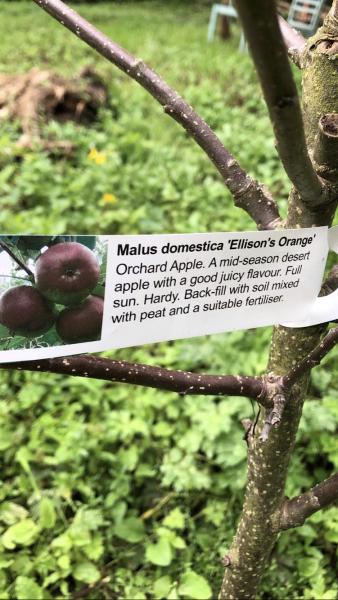 Malus domestica 'Ellison's Orange'
Orchard Apple. A mid-season desert
apple with a good juicy flavour. Full
sun. Hardy. Back-fill with soil mixed
with peat and a suitable fertiliser.